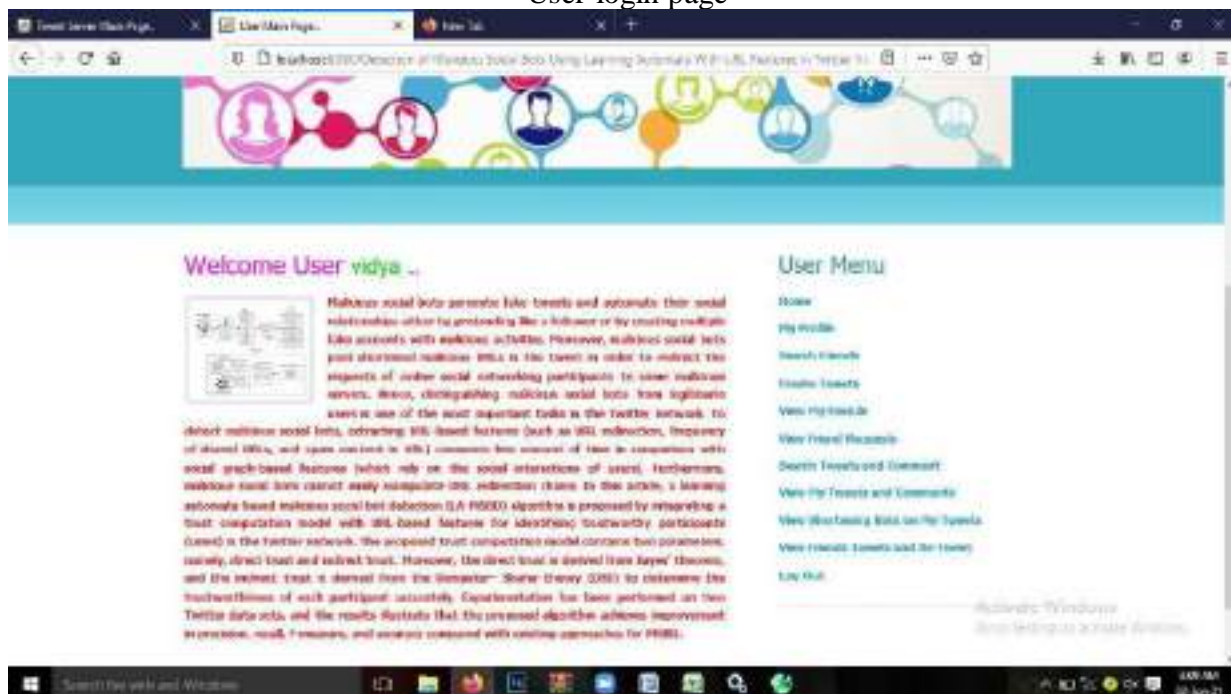 User login page
Tweet Server Main Page..
User Main Page..
New Tab
Welcome User vidya ..
User Menu
Malicious social bots generate fake tweets and automate their social
relationships either by pretending like a follower or by creating multiple
fake accounts with malicious activities. Moreover, malicious social bots
post shortened malicious URLs in the tweet in order to redirect the
requests of online social networking participants to some malicious
servers. Hence, distinguishing malicious social bots from legitimate
users is one of the most important tasks in the Twitter network. To
detect malicious social bots, extracting URL-based features (such as URL redirection, frequency
of shared URLs, and spam content in URL) consumes less amount of time in comparison with
social graph-based features (which rely on the social interactions of users). Furthermore,
malicious social bots cannot easily manipulate URL redirection chains. In this article, a learning
automata-based malicious social bot detection (LA-MSBD) algorithm is proposed by integrating a
trust computation model with URL-based features for identifying trustworthy participants
(users) in the Twitter network. The proposed trust computation model contains two parameters,
namely, direct trust and indirect trust. Moreover, the direct trust is derived from Bayes' theorem,
and the indirect trust is derived from the Dempster– Shafer theory (DST) to determine the
trustworthiness of each participant accurately. Experimentation has been performed on two
Twitter data sets, and the results illustrate that the proposed algorithm achieves improvement
in precision, recall, F-measure, and accuracy compared with existing approaches for MSBD.
Home
My Profile
Search Friends
Create Tweets
View My Friends
View Friend Requests
Search Tweets and Comment
View My Tweets and Comments
View Friends Tweets and
Log Out
Activate Windows
Search the web and Windows